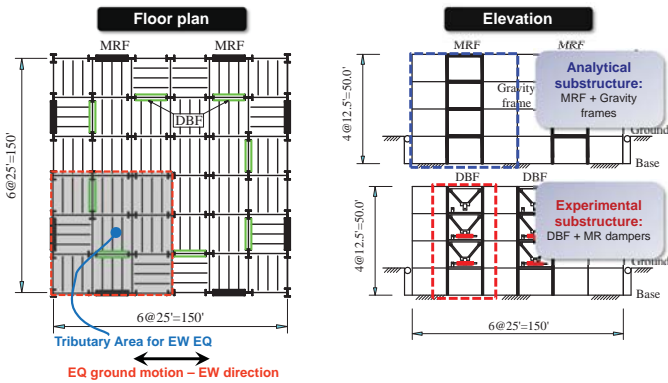 Floor plan
MRF
MRF
DBF
6@25'=150'
6@25'=150'
Tributary Area for EW EQ
EQ ground motion – EW direction
Elevation
MRF
MRF
Analytical
substructure:
MRF + Gravity
frames
Gravity
frame
4@12.5'=50.0'
Ground
Base
DBF
DBF
Experimental
substructure:
DBF + MR dampers
4@12.5'=50.0'
Ground
Base
6@25'=150'